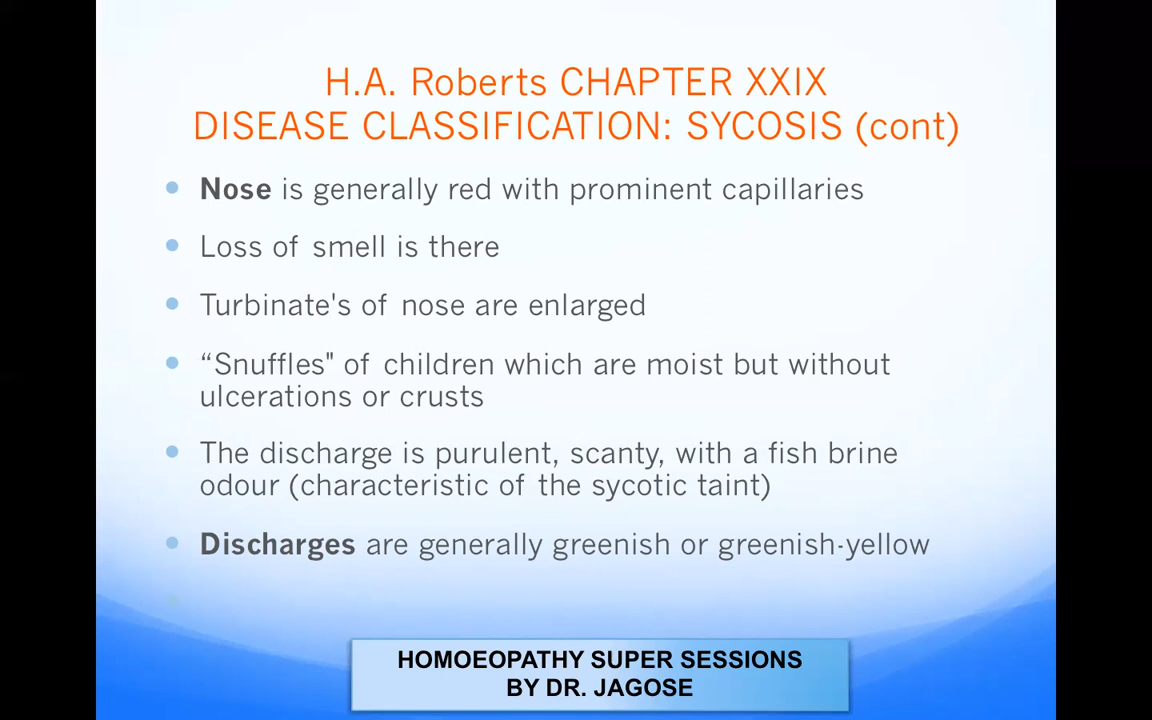 H.A. Roberts CHAPTER XXIX
DISEASE CLASSIFICATION: SYCOSIS (cont)
• Nose is generally red with prominent capillaries
• Loss of smell is there
• Turbinate's of nose are enlarged
• “Snuffles" of children which are moist but without
ulcerations or crusts
• The discharge is purulent, scanty, with a fish brine
odour (characteristic of the sycotic taint)
• Discharges are generally greenish or greenish-yellow
HOMOEOPATHY SUPER SESSIONS
BY DR. JAGOSE